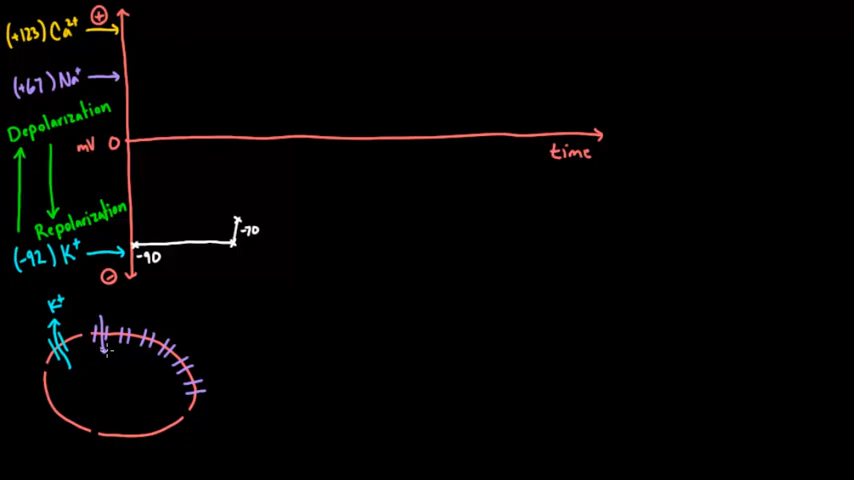 (+)
(+123) Ca²⁺
(+67) Na⁺
Depolarization
mV 0
time
Repolarization
-70
(-92) K⁺
-90
(-)
K⁺